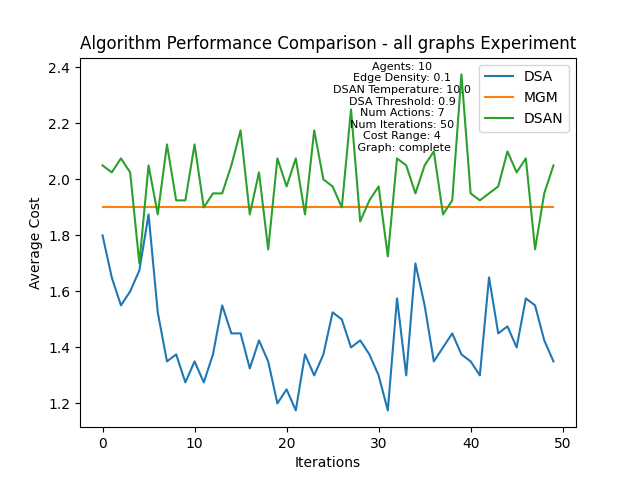 Algorithm Performance Comparison - all graphs Experiment
Average Cost
2.4
2.2
2.0
1.8
1.6
1.4
1.2
Agents: 10
Edge Density: 0.1
DSAN Temperature: 10.0
DSA Threshold: 0.9
Num Actions: 7
Num Iterations: 50
Cost Range: 4
Graph: complete
DSA
MGM
DSAN
0 10 20 30 40 50
Iterations